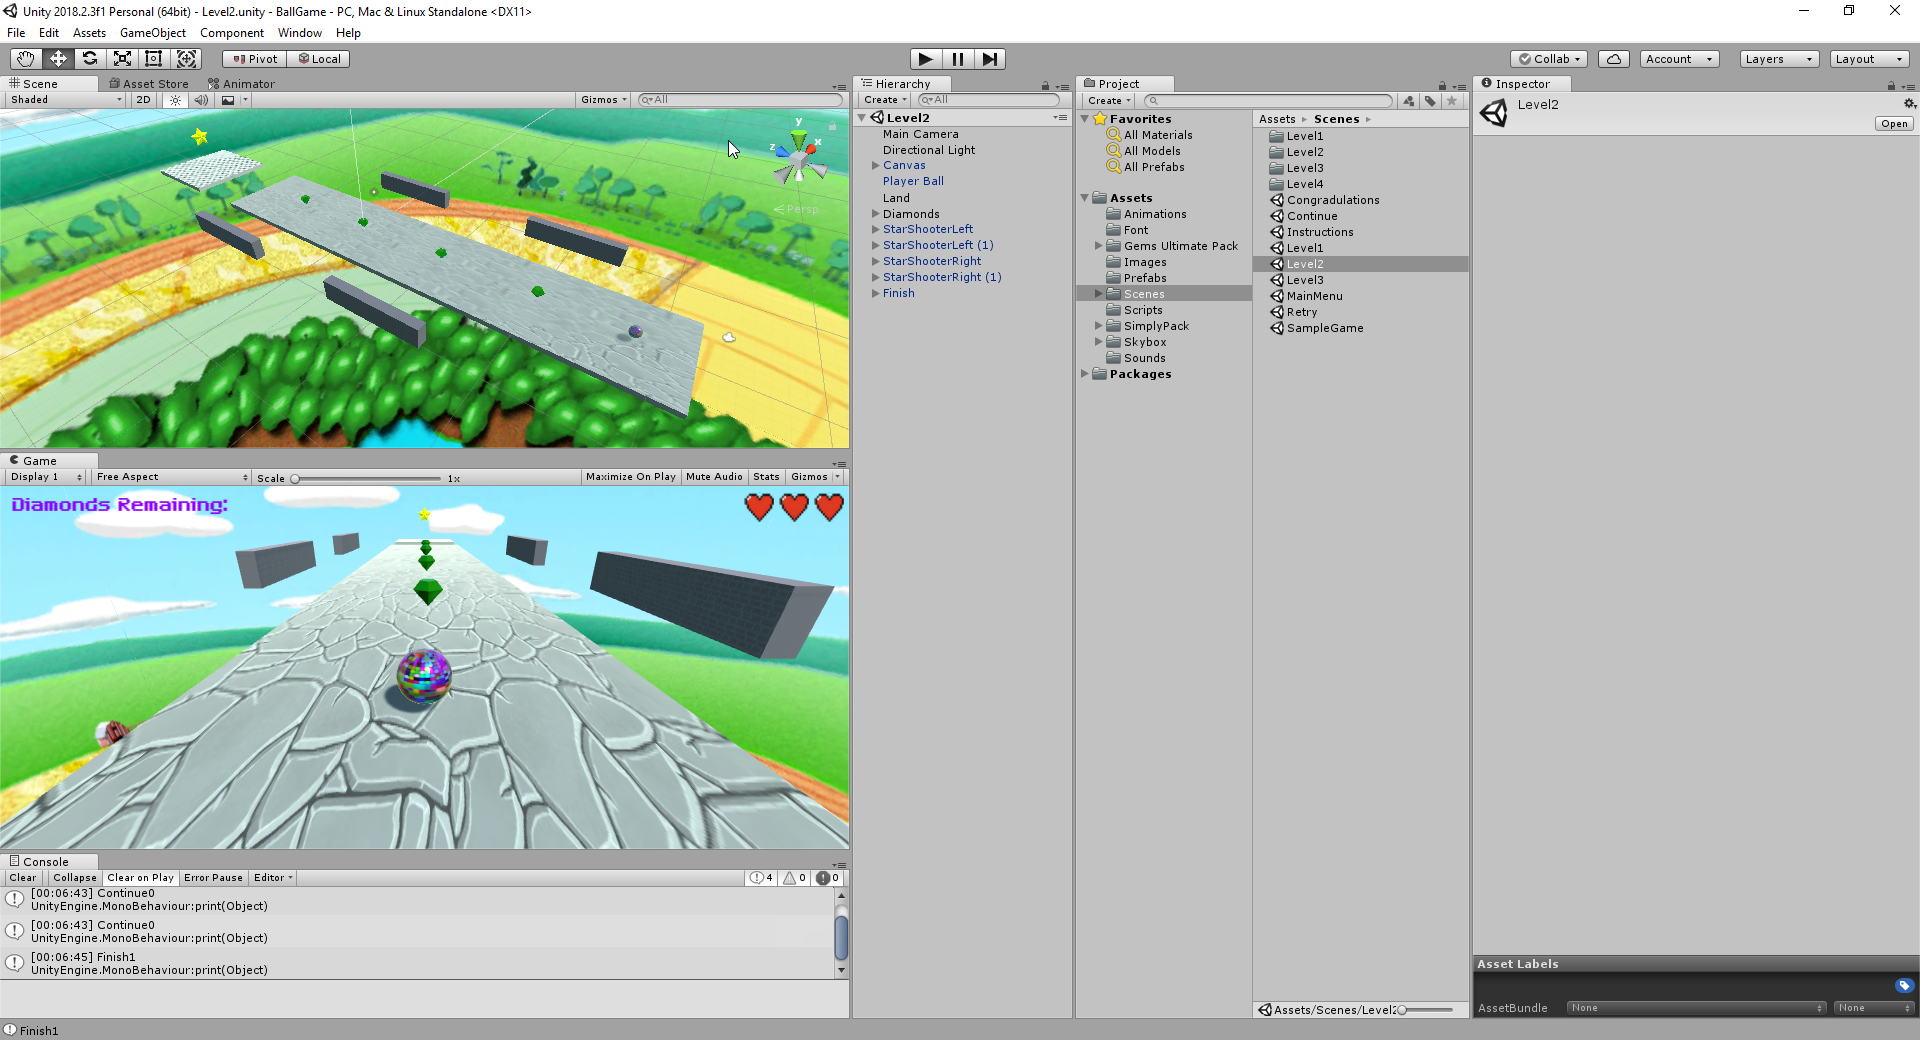 Unity 2018.2.3f1 Personal (64bit) - Level2.unity - BallGame - PC, Mac & Linux Standalone <DX11>
File Edit Assets GameObject Component Window Help
Pivot Local Collab Account Layers Layout
Scene Asset Store Animator
Shaded 2D Gizmos All
y
x
z
Persp
Game
Display 1 Free Aspect Scale 1x Maximize On Play Mute Audio Stats Gizmos
Diamonds Remaining:
Console
Clear Collapse Clear on Play Error Pause Editor 4 0 0
[00:06:43] Continue0
UnityEngine.MonoBehaviour:print(Object)
[00:06:43] Continue0
UnityEngine.MonoBehaviour:print(Object)
[00:06:45] Finish1
UnityEngine.MonoBehaviour:print(Object)
Finish1
Hierarchy
Create All
Level2
Main Camera
Directional Light
Canvas
Player Ball
Land
Diamonds
StarShooterLeft
StarShooterLeft (1)
StarShooterRight
StarShooterRight (1)
Finish
Project
Create
Favorites
All Materials
All Models
All Prefabs
Assets
Animations
Font
Gems Ultimate Pack
Images
Prefabs
Scenes
Scripts
SimplyPack
Skybox
Sounds
Packages
Assets Scenes
Level1
Level2
Level3
Level4
Congradulations
Continue
Instructions
Level1
Level2
Level3
MainMenu
Retry
SampleGame
Assets/Scenes/Level2
Inspector
Level2
Open
Asset Labels
AssetBundle None None